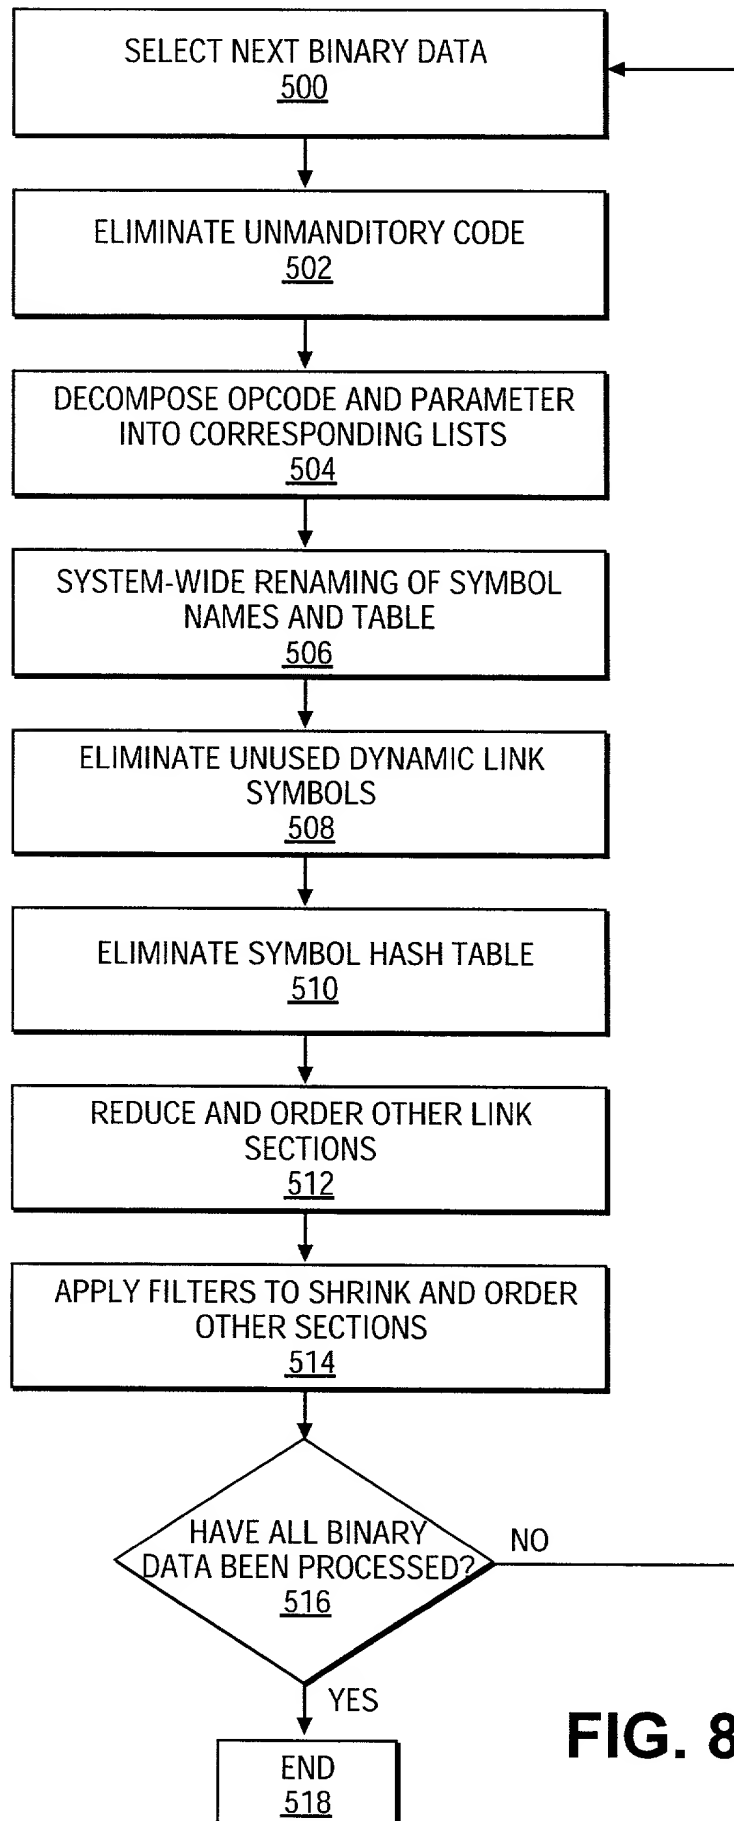 SELECT NEXT BINARY DATA
500
ELIMINATE UNMANDITORY CODE
502
DECOMPOSE OPCODE AND PARAMETER
INTO CORRESPONDING LISTS
504
SYSTEM-WIDE RENAMING OF SYMBOL
NAMES AND TABLE
506
ELIMINATE UNUSED DYNAMIC LINK
SYMBOLS
508
ELIMINATE SYMBOL HASH TABLE
510
REDUCE AND ORDER OTHER LINK
SECTIONS
512
APPLY FILTERS TO SHRINK AND ORDER
OTHER SECTIONS
514
HAVE ALL BINARY
DATA BEEN PROCESSED?
516
NO
YES
END
518
FIG. 8